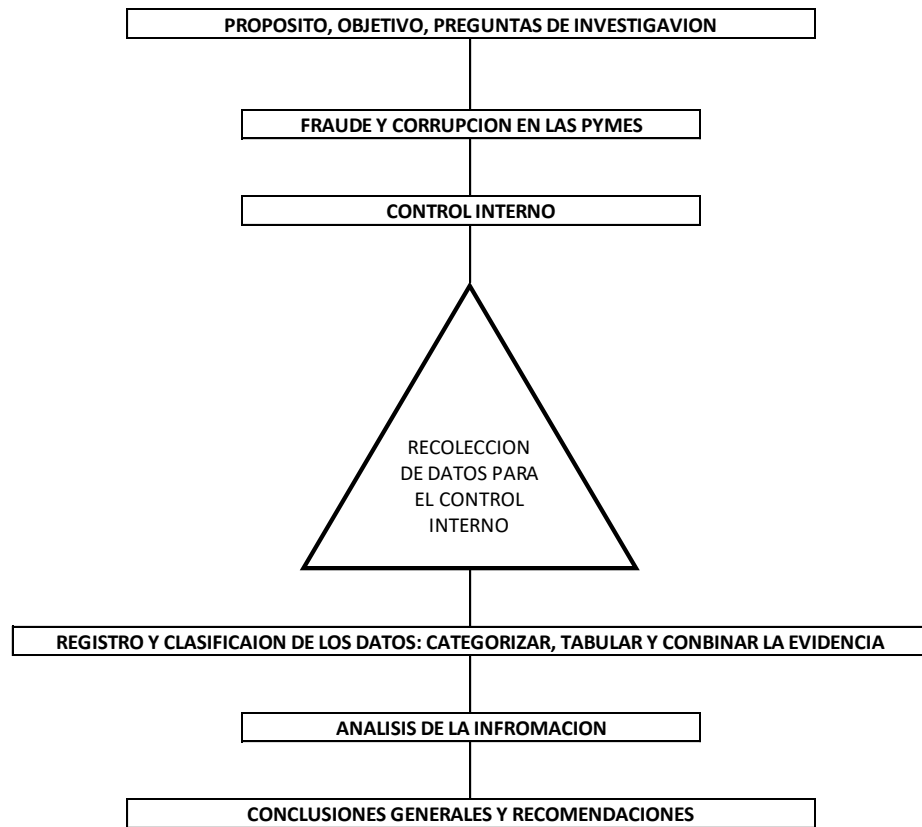 PROPOSITO, OBJETIVO, PREGUNTAS DE INVESTIGAVION
FRAUDE Y CORRUPCION EN LAS PYMES
CONTROL INTERNO
RECOLECCION
DE DATOS PARA
EL CONTROL
INTERNO
REGISTRO Y CLASIFICAION DE LOS DATOS: CATEGORIZAR, TABULAR Y CONBINAR LA EVIDENCIA
ANALISIS DE LA INFROMACION
CONCLUSIONES GENERALES Y RECOMENDACIONES